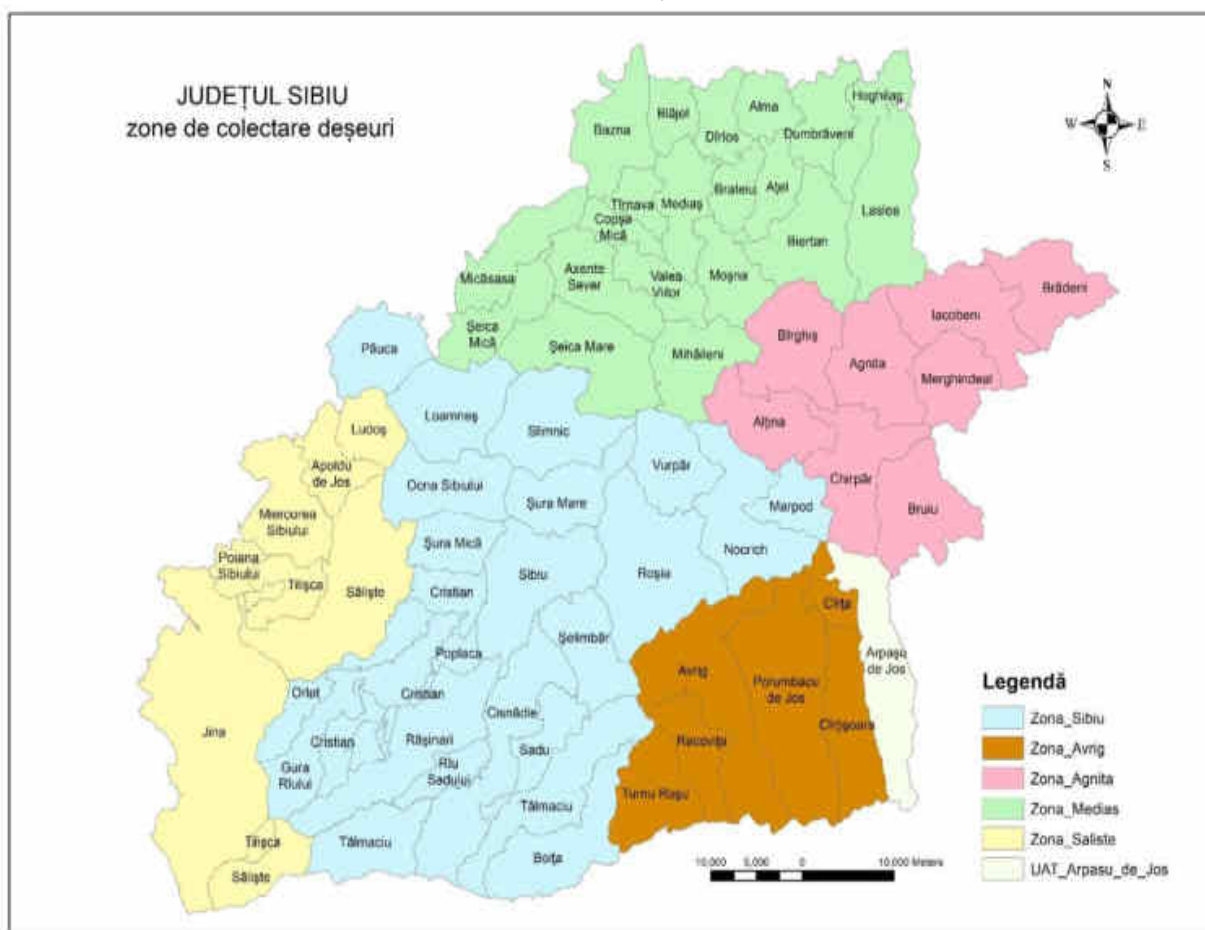 JUDEȚUL SIBIU
zone de colectare deșeuri
N
W E
S
Hoghilag
Alma
Blăjel
Bazna
Dîrlos
Dumbrăveni
Brateiu
Ațel
Tîrnava
Mediaș
Laslea
Copșa
Mică
Biertan
Axente
Sever
Valea
Viilor
Moșna
Micăsasa
Brădeni
Iacobeni
Șeica
Mică
Bîrghiș
Păuca
Șeica Mare
Mihăileni
Agnita
Merghindeal
Loamneș
Alțina
Ludoș
Slimnic
Vurpăr
Apoldu
de Jos
Chirpăr
Ocna Sibiului
Șura Mare
Marpod
Bruiu
Miercurea
Sibiului
Șura Mică
Nocrich
Poiana
Sibiului
Sibiu
Roșia
Tilișca
Săliște
Cristian
Cîrța
Șelimbăr
Poplaca
Arpașu
de Jos
Avrig
Porumbacu
de Jos
Orlat
Cristian
Cisnădie
Cîrțișoara
Jina
Cristian
Rășinari
Racovița
Sadu
Gura
Rîului
Rîu
Sadului
Turnu Roșu
Tălmaciu
Tilișca
Tălmaciu
Boița
Săliște
10,000 5,000 0 10,000 Meters
Legendă
Zona_Sibiu
Zona_Avrig
Zona_Agnita
Zona_Medias
Zona_Saliste
UAT_Arpasu_de_Jos